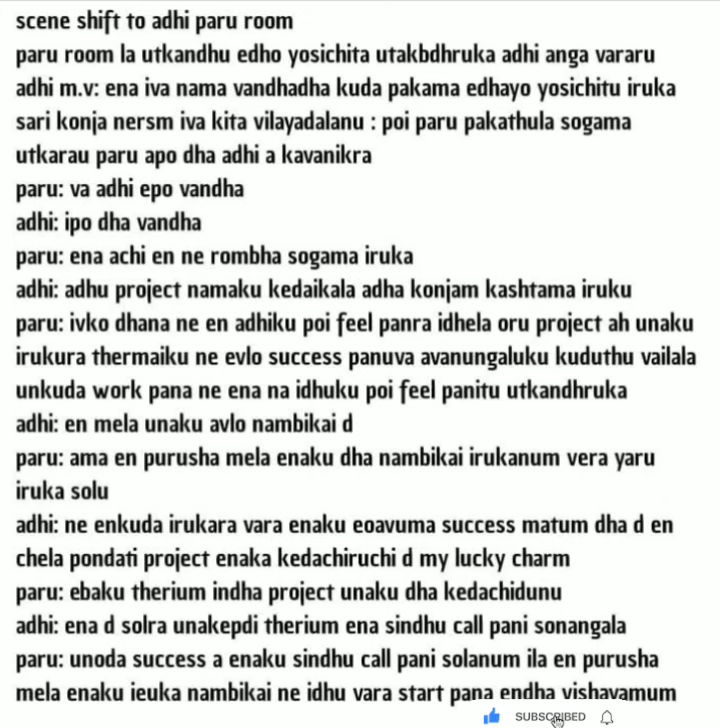 scene shift to adhi paru room
paru room la utkandhu edho yosichita utakbdhruka adhi anga vararu
adhi m.v: ena iva nama vandhadha kuda pakama edhayo yosichitu iruka
sari konja nersm iva kita vilayadalanu : poi paru pakathula sogama
utkarau paru apo dha adhi a kavanikra
paru: va adhi epo vandha
adhi: ipo dha vandha
paru: ena achi en ne rombha sogama iruka
adhi: adhu project namaku kedaikala adha konjam kashtama iruku
paru: ivko dhana ne en adhiku poi feel panra idhela oru project ah unaku
irukura thermaiku ne evlo success panuva avanungaluku kuduthu vailala
unkuda work pana ne ena na idhuku poi feel panitu utkandhruka
adhi: en mela unaku avlo nambikai d
paru: ama en purusha mela enaku dha nambikai irukanum vera yaru
iruka solu
adhi: ne enkuda irukara vara enaku eoavuma success matum dha d en
chela pondati project enaka kedachiruchi d my lucky charm
paru: ebaku therium indha project unaku dha kedachidunu
adhi: ena d solra unakepdi therium ena sindhu call pani sonangala
paru: unoda success a enaku sindhu call pani solanum ila en purusha
mela enaku ieuka nambikai ne idhu vara start pana endha vishayamum
SUBSCRIBED